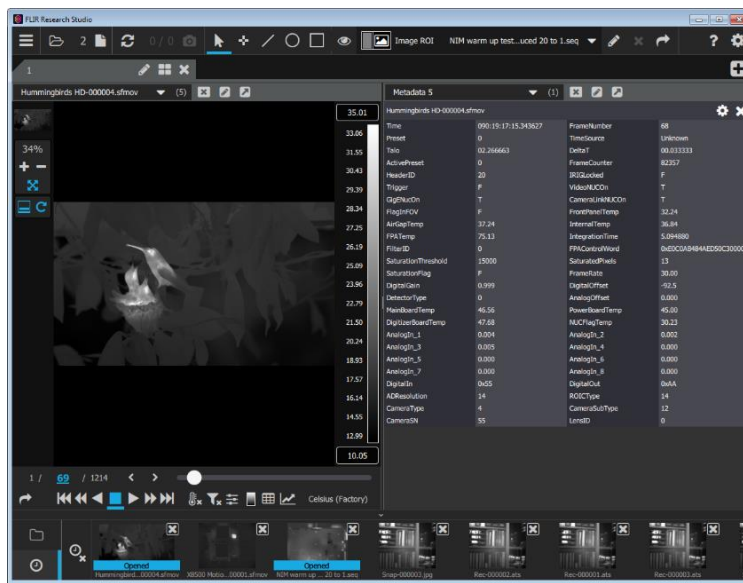 FLIR Research Studio
2
0 / 0
Image ROI
NIM warm up test...uced 20 to 1.seq
?
1
Hummingbirds HD-000004.sfmov
(5)
Metadata 5
(1)
34%
35.01
33.06
31.55
30.43
29.39
28.34
27.25
26.19
25.09
23.96
22.79
21.50
20.24
18.93
17.57
16.14
14.55
12.99
10.05
Hummingbirds HD-000004.sfmov
Time 090:19:17:15.343627 FrameNumber 68
Preset 0 TimeSource Unknown
Talo 02.266663 DeltaT 00.033333
ActivePreset 0 FrameCounter 82357
HeaderID 20 IRIGLocked F
Trigger F VideoNUCOn T
GigENucOn T CameraLinkNUCOn T
FlagInFOV F FrontPanelTemp 32.24
AirGapTemp 37.24 InternalTemp 36.84
FPATemp 75.13 IntegrationTime 5.094880
FilterID 0 FPAControlWord
SaturationThreshold 15000 SaturatedPixels 13
SaturationFlag F FrameRate 30.00
DigitalGain 0.999 DigitalOffset -92.5
DetectorType 0 AnalogOffset 0.000
MainBoardTemp 46.56 PowerBoardTemp 45.00
DigitizerBoardTemp 47.68 NUCFlagTemp 30.23
AnalogIn_1 0.004 AnalogIn_2 0.002
AnalogIn_3 0.005 AnalogIn_4 0.000
AnalogIn_5 0.000 AnalogIn_6 0.000
AnalogIn_7 0.000 AnalogIn_8 0.000
DigitalIn 0x55 DigitalOut 0xAA
ADResolution 14 ROICType 14
CameraType 4 CameraSubType 12
CameraSN 55 LensID 0
1 / 69 / 1214
Celsius (Factory)
Opened
Opened
Hummingbird...00004.sfmov
X8500 Motio...00001.sfmov
NIM warm up ... 20 to 1.seq
Snap-000003.jpg
Rec-000002.ats
Rec-000001.ats
Rec-000003.ats